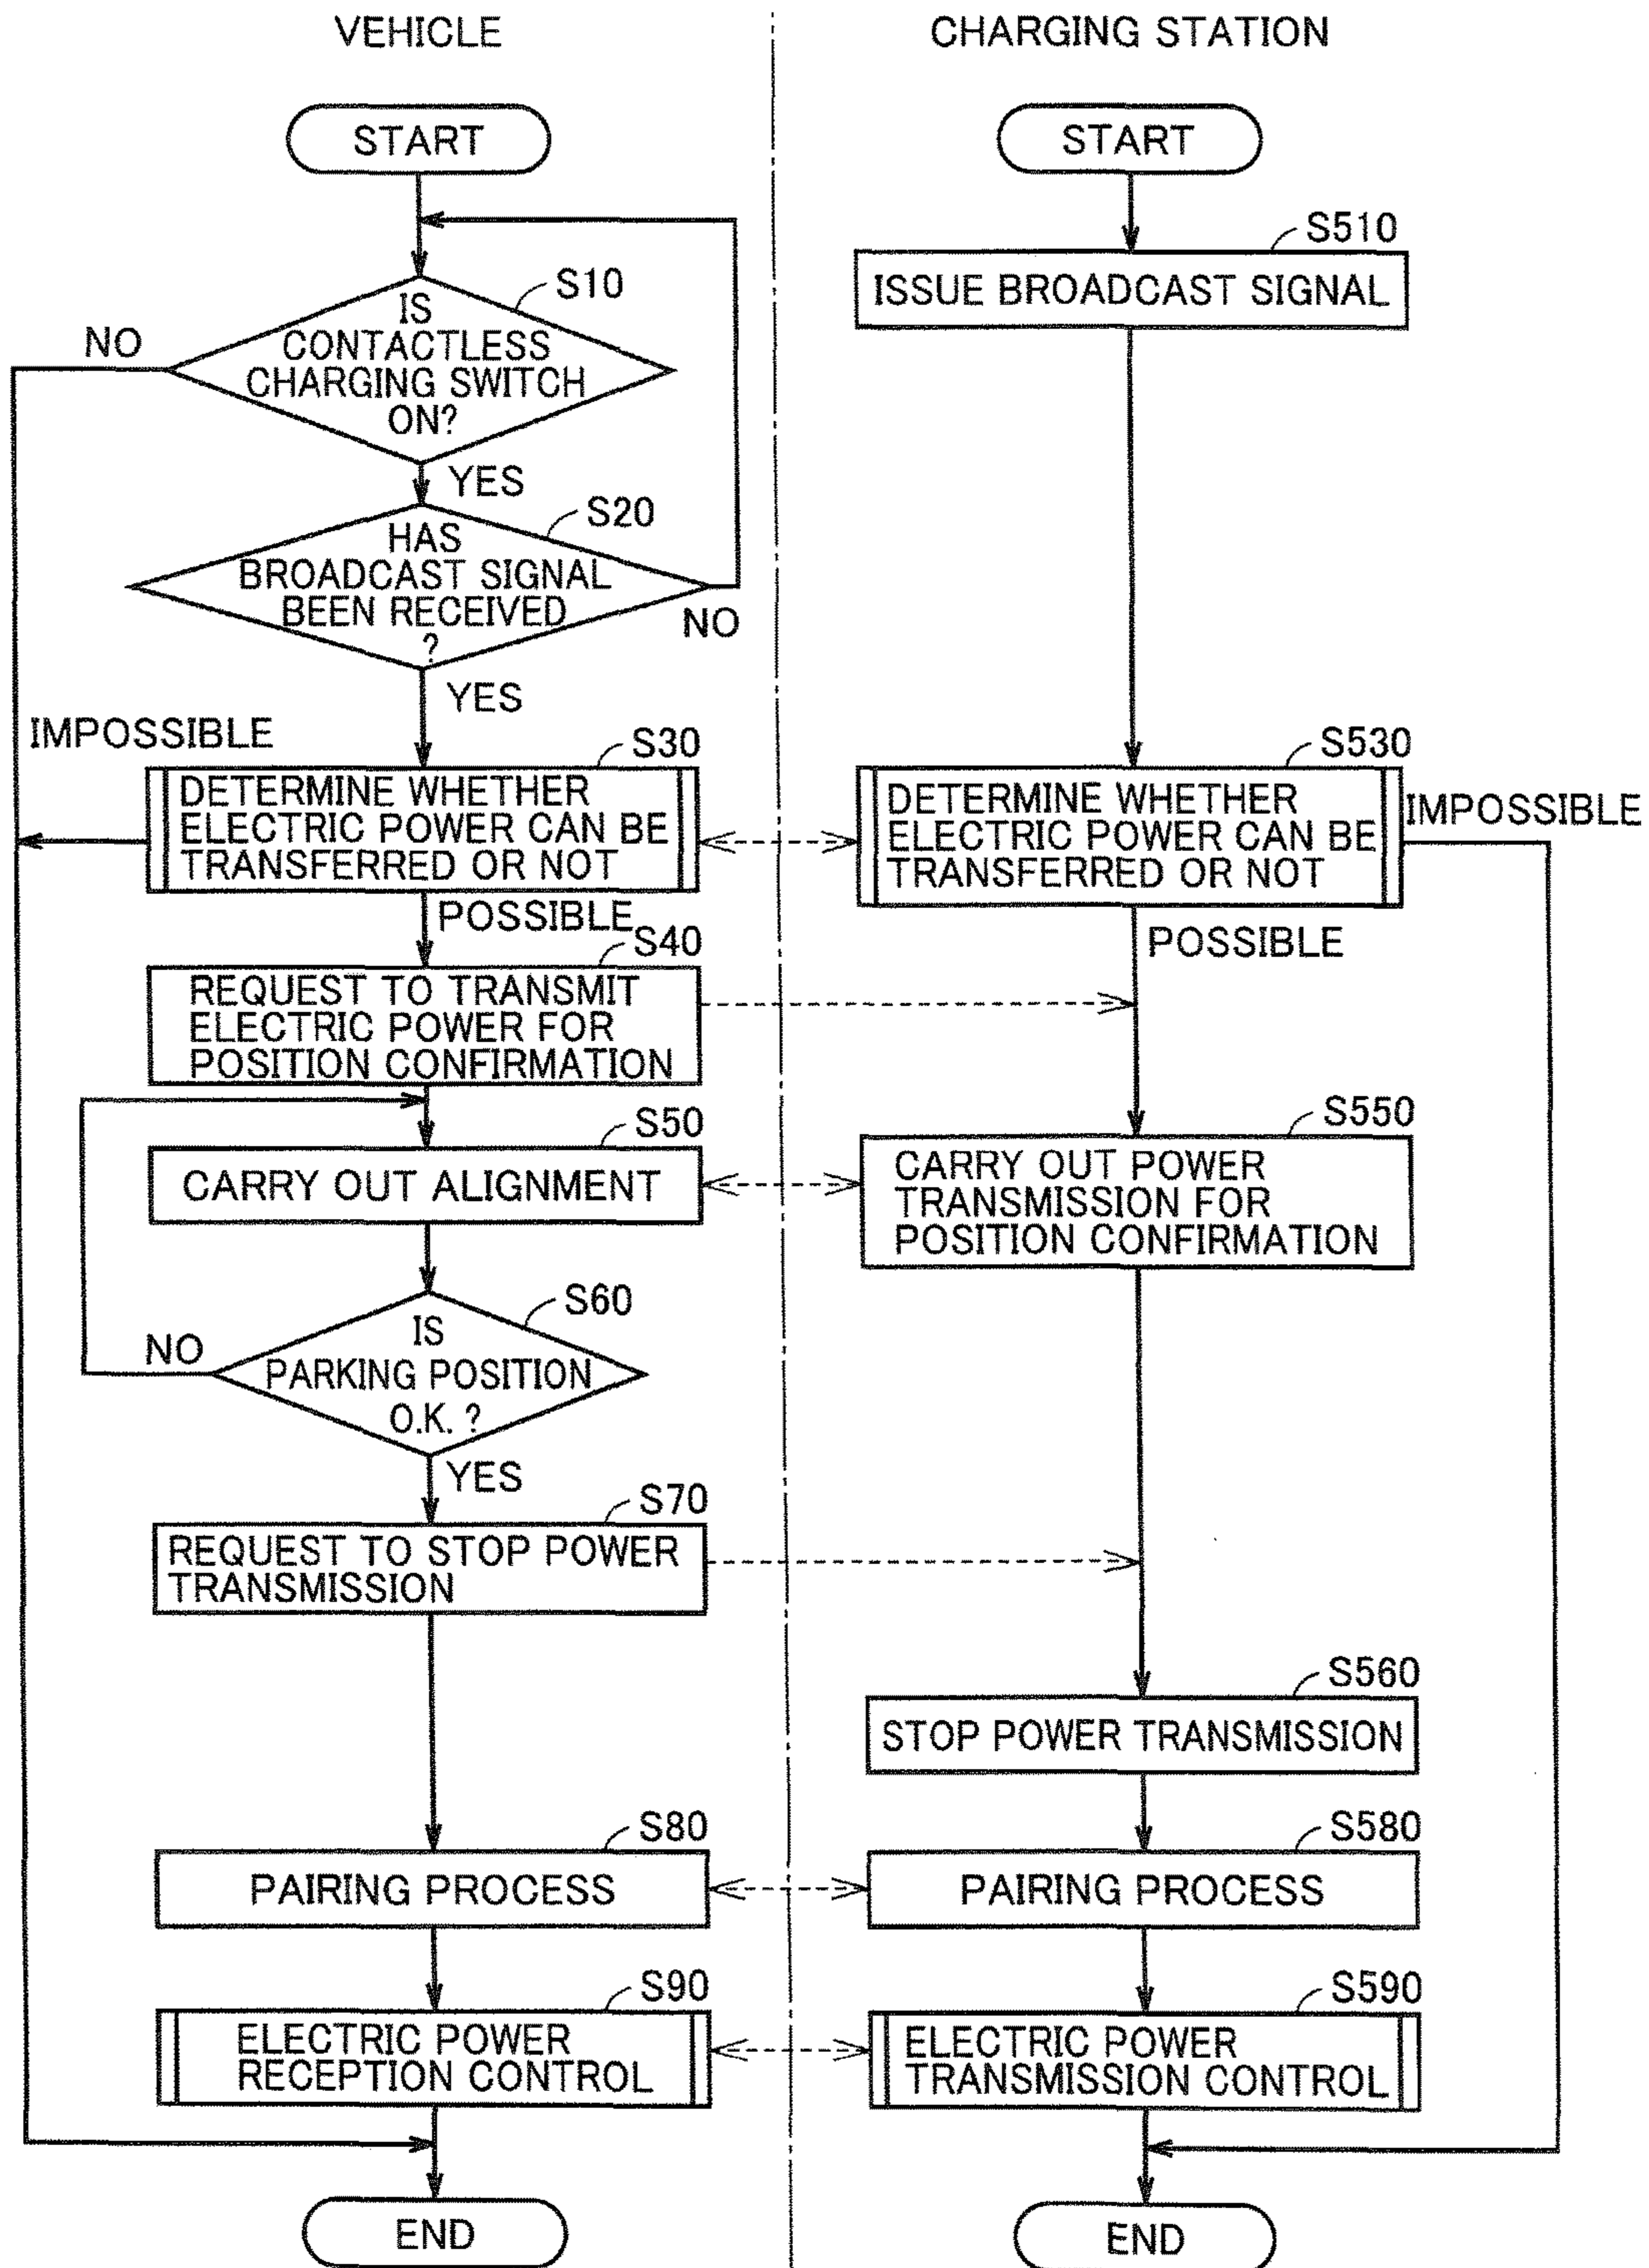 VEHICLE
CHARGING STATION
START
START
S510
ISSUE BROADCAST SIGNAL
S10
IS
CONTACTLESS
CHARGING SWITCH
ON?
NO
YES
S20
HAS
BROADCAST SIGNAL
BEEN RECEIVED
?
NO
YES
IMPOSSIBLE
S30
DETERMINE WHETHER
ELECTRIC POWER CAN BE
TRANSFERRED OR NOT
S530
DETERMINE WHETHER
ELECTRIC POWER CAN BE
TRANSFERRED OR NOT
IMPOSSIBLE
POSSIBLE
POSSIBLE
S40
REQUEST TO TRANSMIT
ELECTRIC POWER FOR
POSITION CONFIRMATION
S50
CARRY OUT ALIGNMENT
S550
CARRY OUT POWER
TRANSMISSION FOR
POSITION CONFIRMATION
S60
IS
PARKING POSITION
O.K. ?
NO
YES
S70
REQUEST TO STOP POWER
TRANSMISSION
S560
STOP POWER TRANSMISSION
S80
PAIRING PROCESS
S580
PAIRING PROCESS
S90
ELECTRIC POWER
RECEPTION CONTROL
S590
ELECTRIC POWER
TRANSMISSION CONTROL
END
END